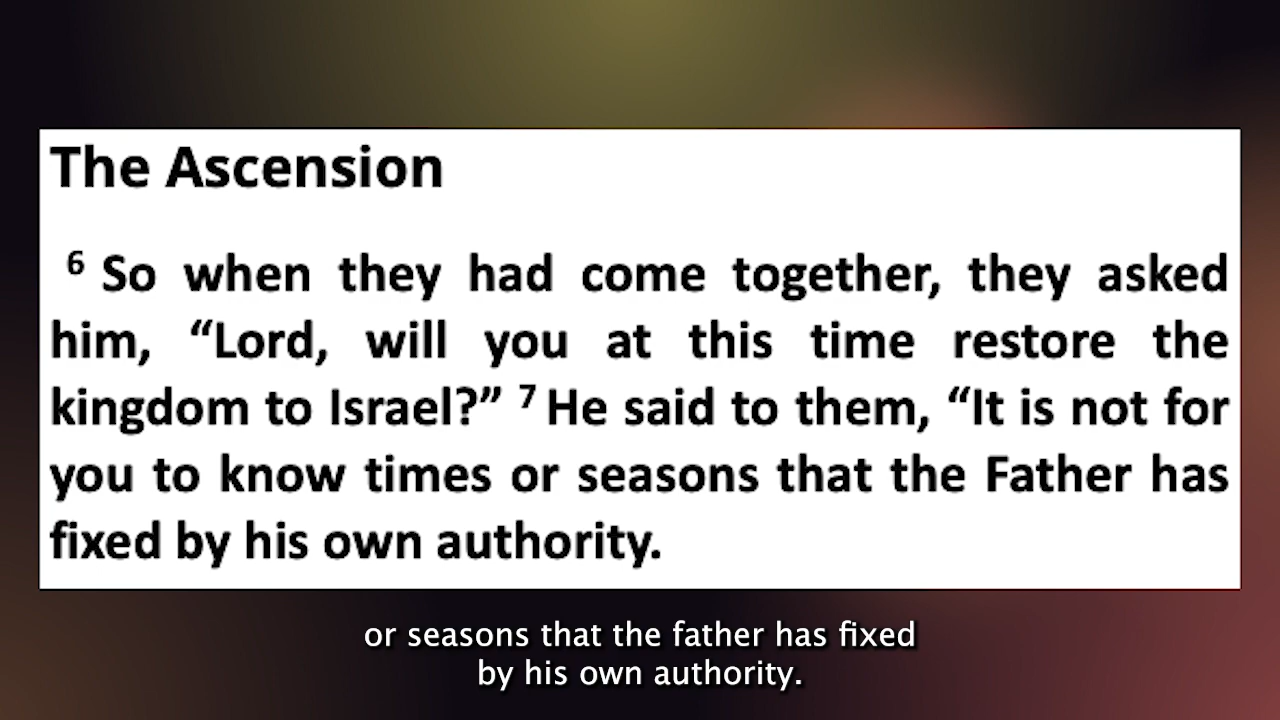 The Ascension
6 So when they had come together, they asked
him, “Lord, will you at this time restore the
kingdom to Israel?” 7 He said to them, “It is not for
you to know times or seasons that the Father has
fixed by his own authority.
or seasons that the father has fixed
by his own authority.